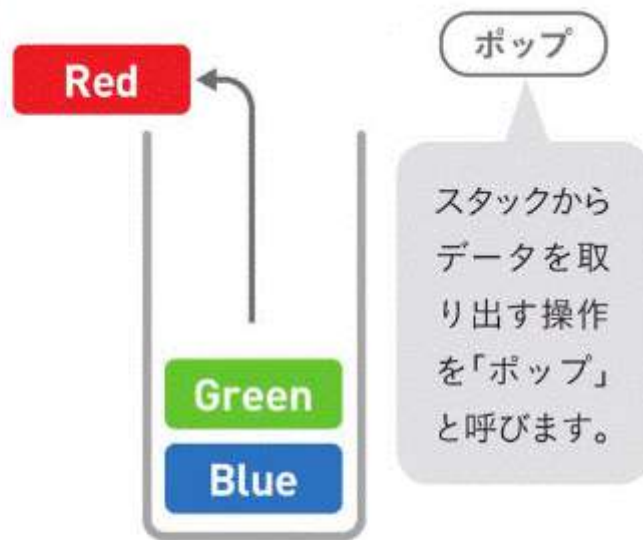 ポップ
Red
スタックから
データを取
り出す操作
を「ポップ」
と呼びます。
Green
Blue